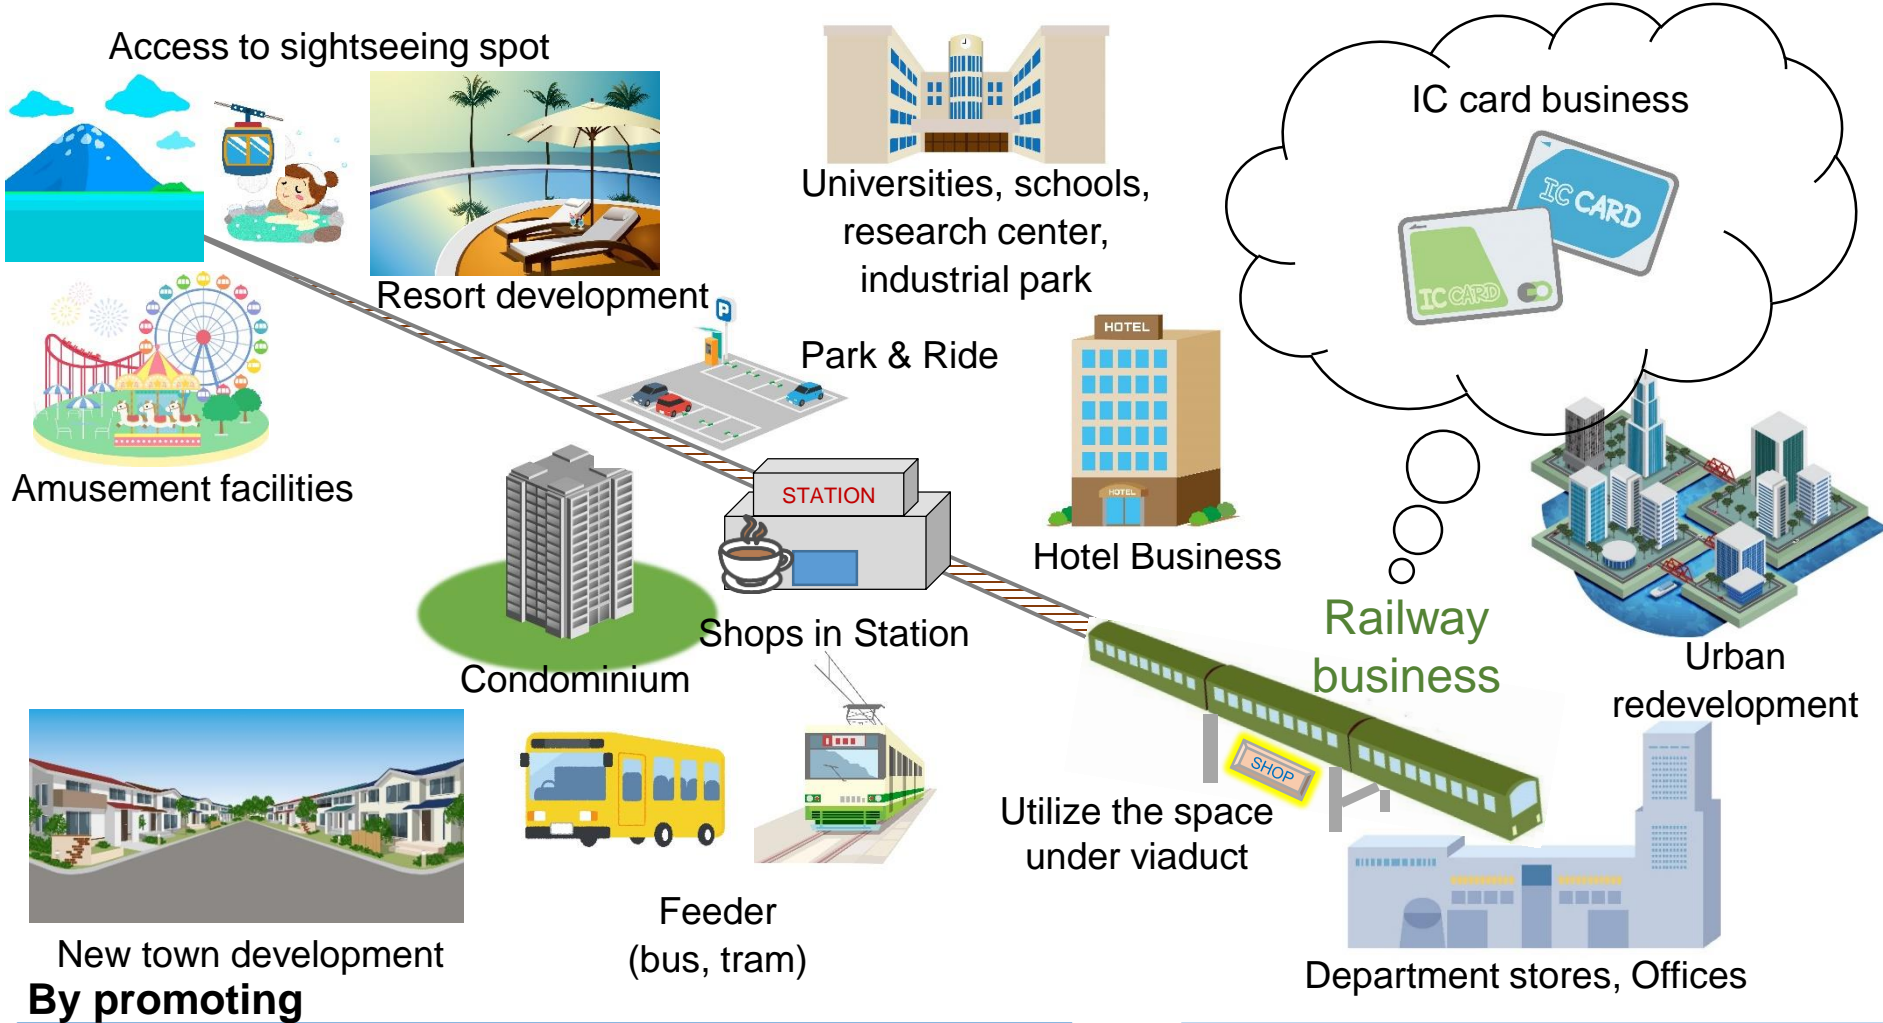 Access to sightseeing spot
IC card business
IC CARD
IC CARD
Universities, schools,
research center,
industrial park
Resort development
P
HOTEL
Park & Ride
Amusement facilities
STATION
HOTEL
Hotel Business
Railway
business
Shops in Station
Condominium
Urban
redevelopment
SHOP
Utilize the space
under viaduct
Feeder
(bus, tram)
New town development
Department stores, Offices
By promoting